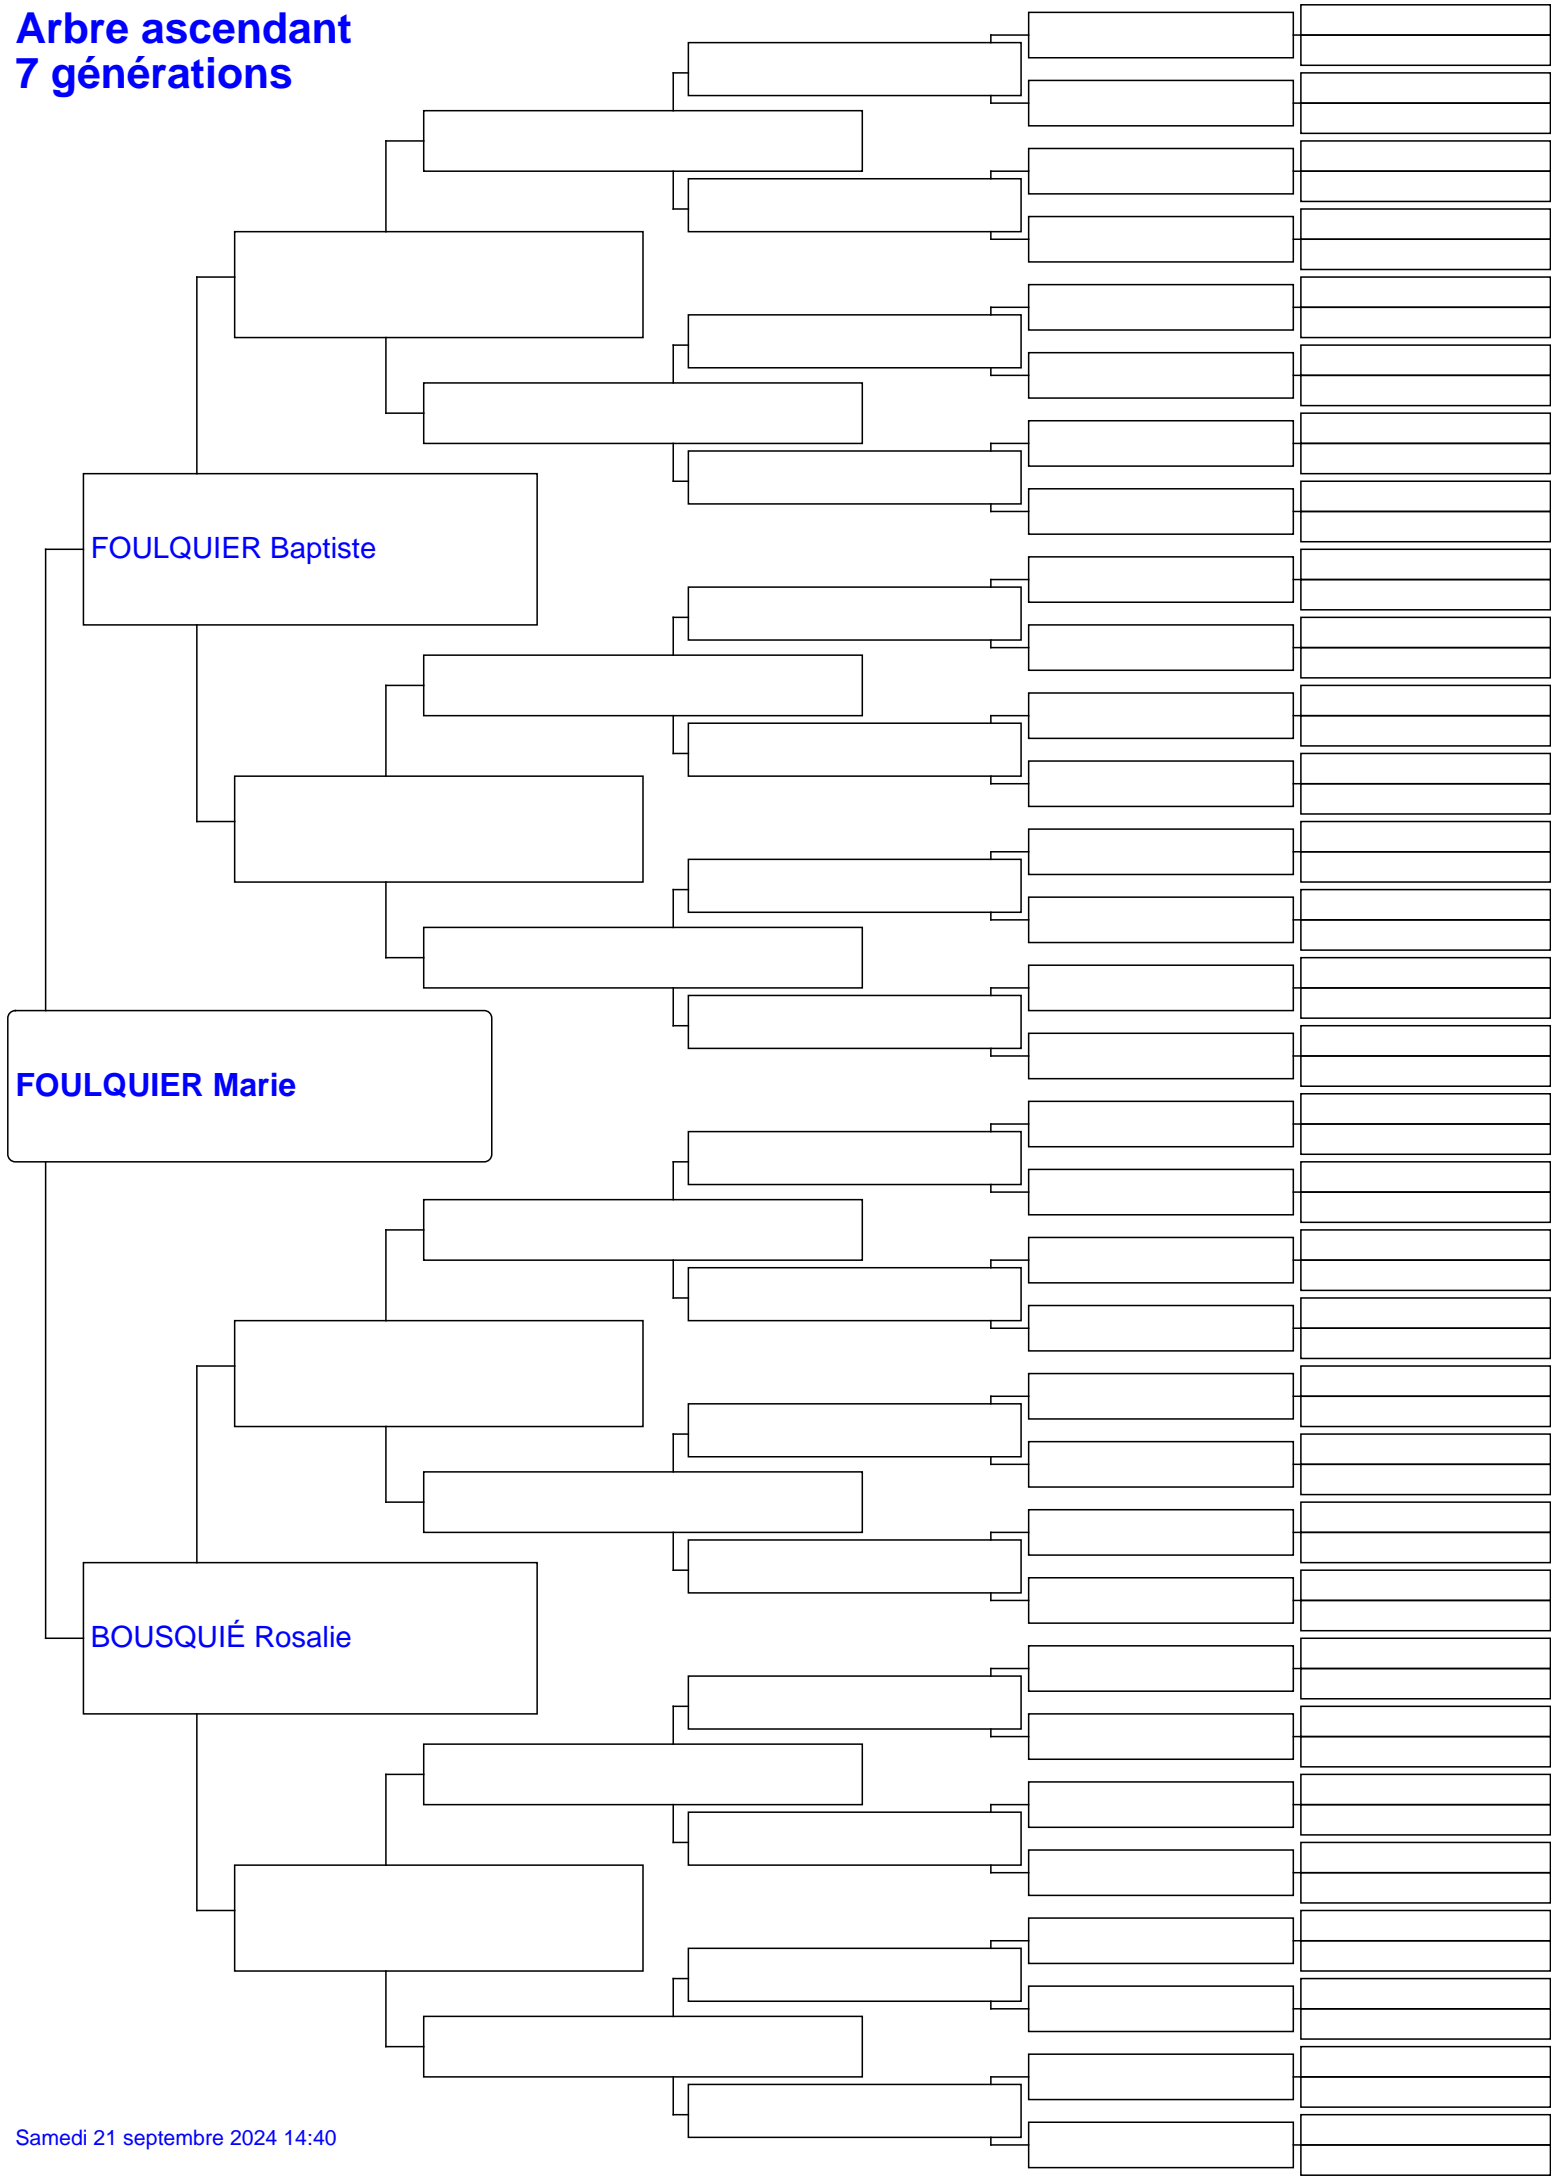 Arbre ascendant
7 générations
FOULQUIER Baptiste
FOULQUIER Marie
BOUSQUIÉ Rosalie
Samedi 21 septembre 2024 14:40